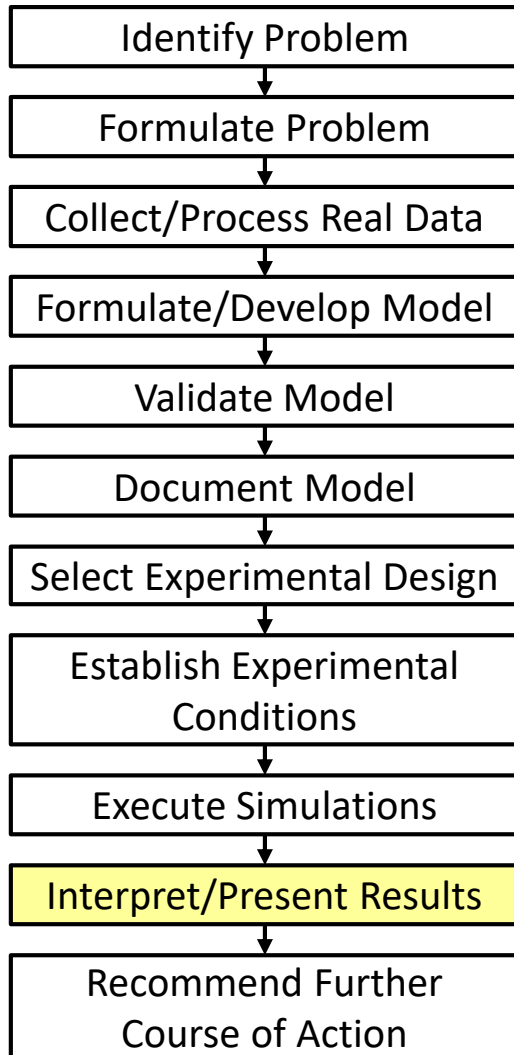 Identify Problem
Formulate Problem
Collect/Process Real Data
Formulate/Develop Model
Validate Model
Document Model
Select Experimental Design
Establish Experimental
Conditions
Execute Simulations
Interpret/Present Results
Recommend Further
Course of Action